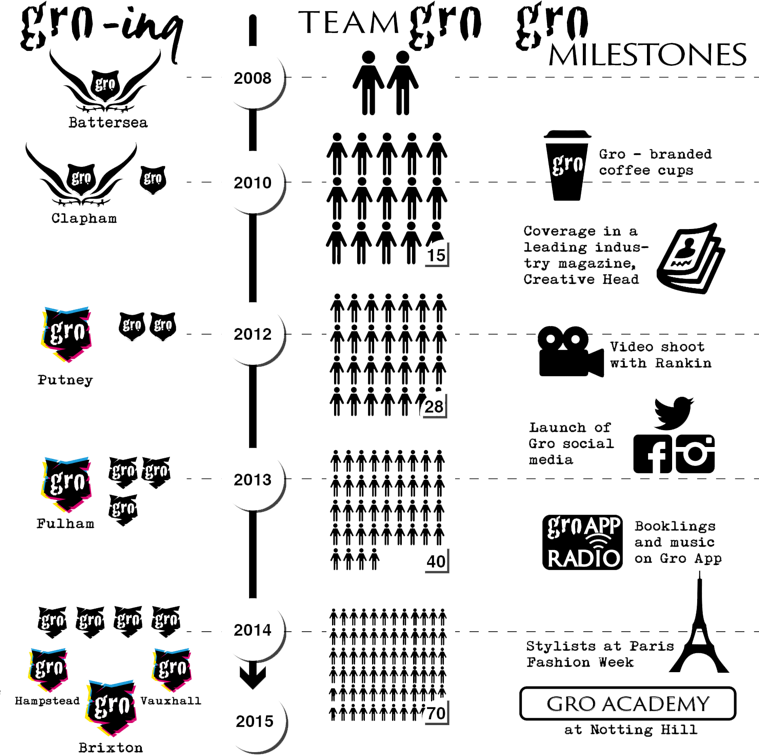 gro-ing
TEAM gro
gro
MILESTONES
2008
gro
Battersea
2010
gro
gro
Clapham
15
gro
Gro - branded
coffee cups
Coverage in a
leading indus-
try magazine,
Creative Head
2012
gro
gro
gro
Putney
28
Video shoot
with Rankin
Launch of
Gro social
media
2013
gro
gro
gro
gro
Fulham
40
gro APP
RADIO
Booklings
and music
on Gro App
2014
gro
gro
gro
gro
gro
Hampstead
gro
Vauxhall
gro
Brixton
70
Stylists at Paris
Fashion Week
2015
GRO ACADEMY
at Notting Hill